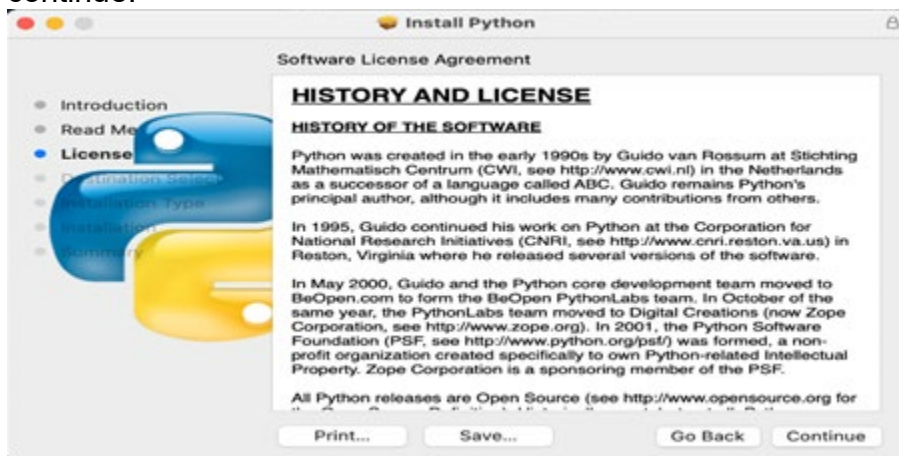 continue.
Install Python
Software License Agreement
Introduction
Read Me
License
Destination Select
Installation Type
Installation
Summary
HISTORY AND LICENSE
HISTORY OF THE SOFTWARE
Python was created in the early 1990s by Guido van Rossum at Stichting
Mathematisch Centrum (CWI, see http://www.cwi.nl) in the Netherlands
as a successor of a language called ABC. Guido remains Python's
principal author, although it includes many contributions from others.
In 1995, Guido continued his work on Python at the Corporation for
National Research Initiatives (CNRI, see http://www.cnri.reston.va.us) in
Reston, Virginia where he released several versions of the software.
In May 2000, Guido and the Python core development team moved to
BeOpen.com to form the BeOpen PythonLabs team. In October of the
same year, the PythonLabs team moved to Digital Creations (now Zope
Corporation, see http://www.zope.org). In 2001, the Python Software
Foundation (PSF, see http://www.python.org/psf/) was formed, a non-
profit organization created specifically to own Python-related Intellectual
Property. Zope Corporation is a sponsoring member of the PSF.
All Python releases are Open Source (see http://www.opensource.org for
Print...
Save...
Go Back
Continue